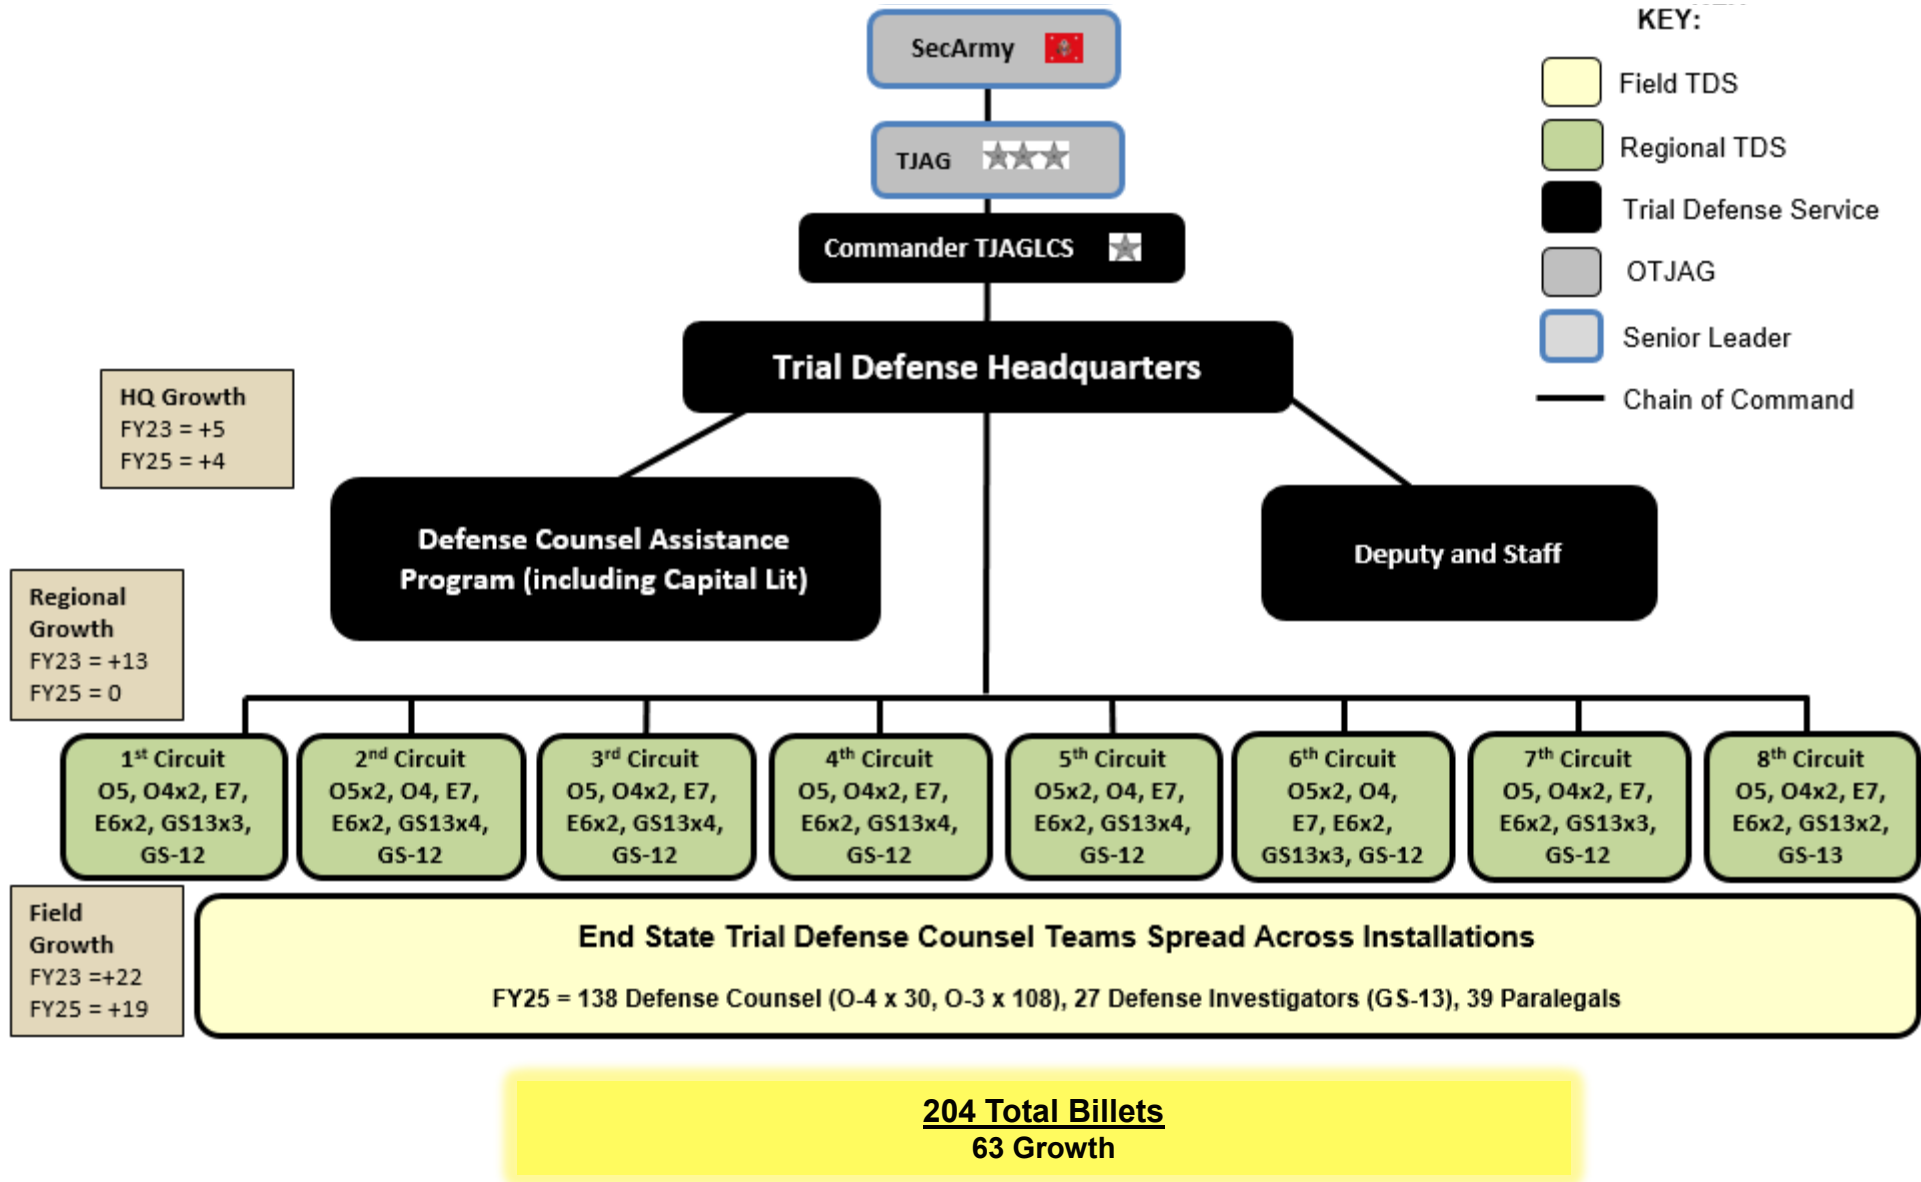 KEY:
SecArmy
Field TDS
TJAG
Regional TDS
Trial Defense Service
Commander TJAGLCS
OTJAG
Senior Leader
Trial Defense Headquarters
Chain of Command
HQ Growth
FY23 = +5
FY25 = +4
Defense Counsel Assistance
Program (including Capital Lit)
Deputy and Staff
Regional
Growth
FY23 = +13
FY25 = 0
1st Circuit
O5, O4x2, E7,
E6x2, GS13x3,
GS-12
2nd Circuit
O5x2, O4, E7,
E6x2, GS13x4,
GS-12
3rd Circuit
O5, O4x2, E7,
E6x2, GS13x4,
GS-12
4th Circuit
O5, O4x2, E7,
E6x2, GS13x4,
GS-12
5th Circuit
O5x2, O4, E7,
E6x2, GS13x4,
GS-12
6th Circuit
O5x2, O4,
E7, E6x2,
GS13x3, GS-12
7th Circuit
O5, O4x2, E7,
E6x2, GS13x3,
GS-12
8th Circuit
O5, O4x2, E7,
E6x2, GS13x2,
GS-13
Field
Growth
FY23 =+22
FY25 = +19
End State Trial Defense Counsel Teams Spread Across Installations
FY25 = 138 Defense Counsel (O-4 x 30, O-3 x 108), 27 Defense Investigators (GS-13), 39 Paralegals
204 Total Billets
63 Growth